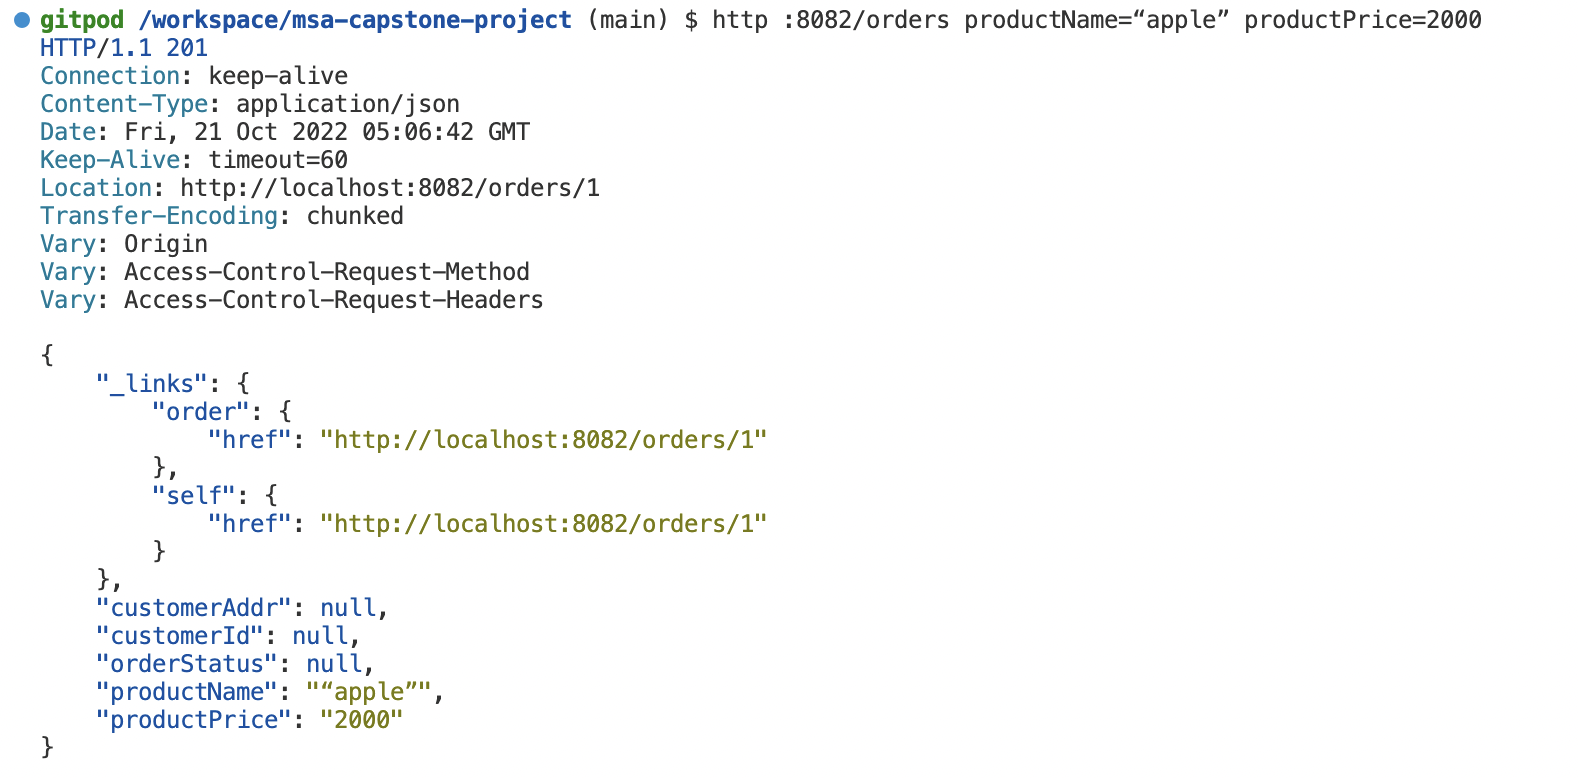 gitpod /workspace/msa-capstone-project (main) $ http :8082/orders productName=“apple” productPrice=2000
HTTP/1.1 201
Connection: keep-alive
Content-Type: application/json
Date: Fri, 21 Oct 2022 05:06:42 GMT
Keep-Alive: timeout=60
Location: http://localhost:8082/orders/1
Transfer-Encoding: chunked
Vary: Origin
Vary: Access-Control-Request-Method
Vary: Access-Control-Request-Headers

{
    "_links": {
        "order": {
            "href": "http://localhost:8082/orders/1"
        },
        "self": {
            "href": "http://localhost:8082/orders/1"
        }
    },
    "customerAddr": null,
    "customerId": null,
    "orderStatus": null,
    "productName": "“apple”",
    "productPrice": "2000"
}